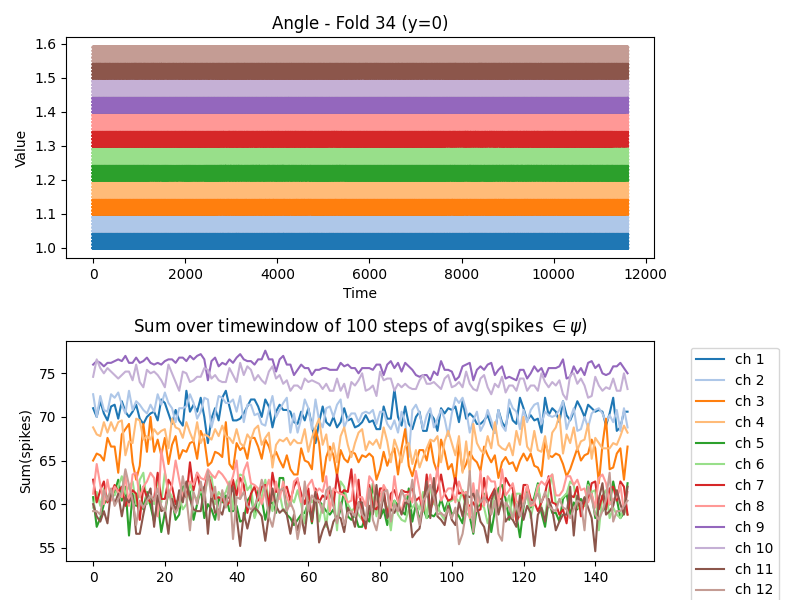 Angle - Fold 34 (y=0)
Value
1.6
1.5
1.4
1.3
1.2
1.1
1.0
0
2000
4000
6000
8000
10000
12000
Time
Sum over timewindow of 100 steps of avg(spikes ∈ ψ)
Sum(spikes)
75
70
65
60
55
0
20
40
60
80
100
120
140
ch 1
ch 2
ch 3
ch 4
ch 5
ch 6
ch 7
ch 8
ch 9
ch 10
ch 11
ch 12